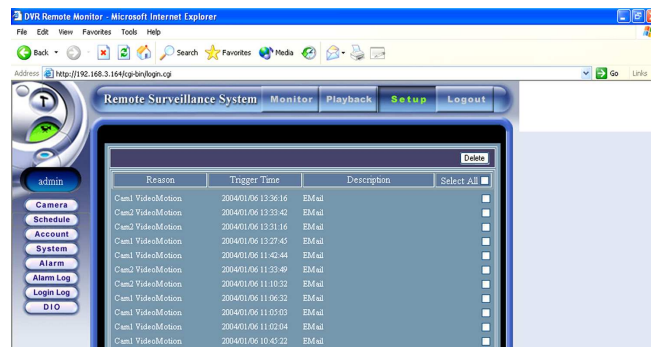 DVR Remote Monitor - Microsoft Internet Explorer
File Edit View Favorites Tools Help
Back Search Favorites Media
Address http://192.168.3.164/cgi-bin/login.cgi Go Links
Remote Surveillance System Monitor Playback Setup Logout
Delete
admin
Reason Trigger Time Description Select All
Camera
Schedule
Account
System
Alarm
Alarm Log
Login Log
DIO
Cam1 VideoMotion 2004/01/06 13:36:16 EMail
Cam2 VideoMotion 2004/01/06 13:33:42 EMail
Cam2 VideoMotion 2004/01/06 13:31:16 EMail
Cam1 VideoMotion 2004/01/06 13:27:45 EMail
Cam1 VideoMotion 2004/01/06 11:42:44 EMail
Cam2 VideoMotion 2004/01/06 11:33:49 EMail
Cam2 VideoMotion 2004/01/06 11:10:32 EMail
Cam1 VideoMotion 2004/01/06 11:06:32 EMail
Cam1 VideoMotion 2004/01/06 11:05:03 EMail
Cam1 VideoMotion 2004/01/06 11:02:04 EMail
Cam1 VideoMotion 2004/01/06 10:45:22 EMail